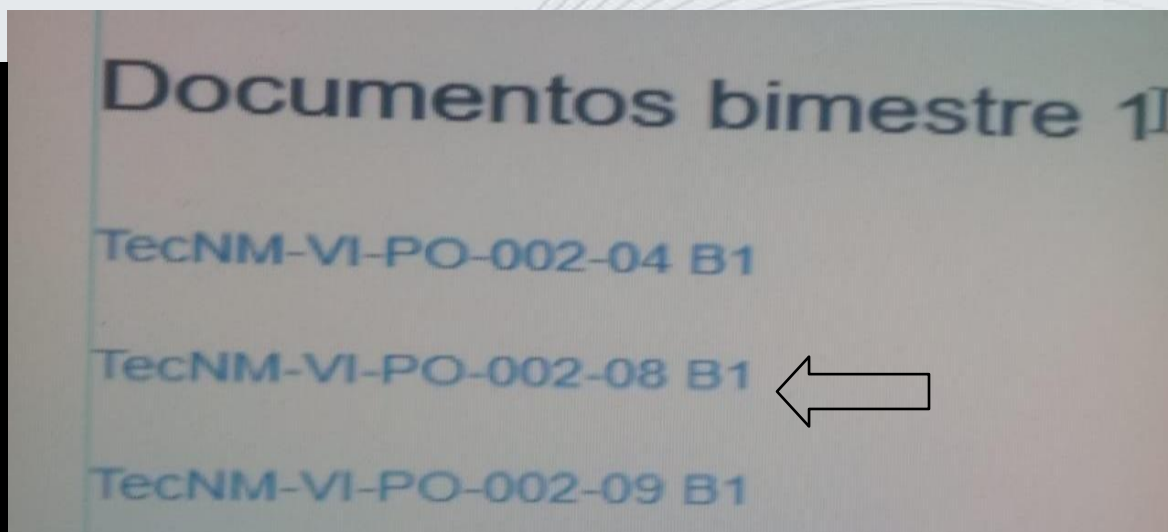 Documentos bimestre 1
TecNM-VI-PO-002-04 B1
TecNM-VI-PO-002-08 B1
TecNM-VI-PO-002-09 B1